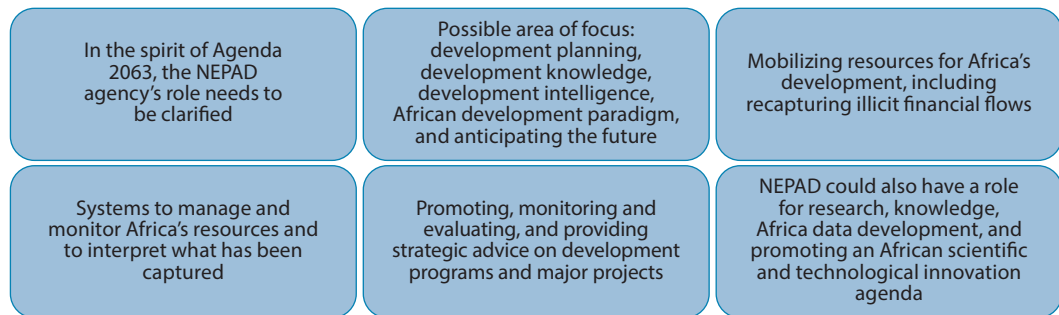 In the spirit of Agenda
2063, the NEPAD
agency’s role needs to
be clarified
Possible area of focus:
development planning,
development knowledge,
development intelligence,
African development paradigm,
and anticipating the future
Mobilizing resources for Africa’s
development, including
recapturing illicit financial flows
Systems to manage and
monitor Africa’s resources and
to interpret what has been
captured
Promoting, monitoring and
evaluating, and providing
strategic advice on development
programs and major projects
NEPAD could also have a role
for research, knowledge,
Africa data development, and
promoting an African scientific
and technological innovation
agenda